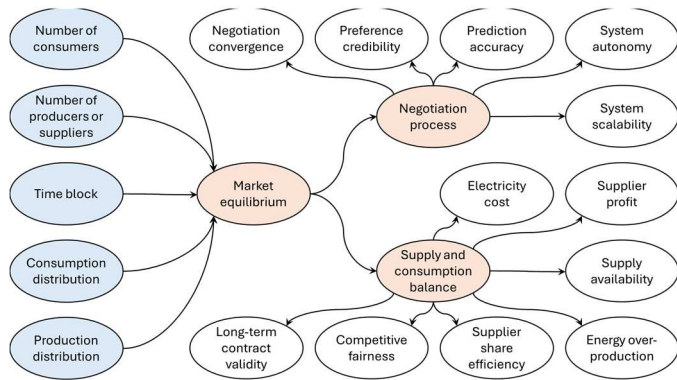 Number of
consumers
Negotiation
convergence
Preference
credibility
Prediction
accuracy
System
autonomy
Number of
producers or
suppliers
Negotiation
process
System
scalability
Time block
Market
equilibrium
Electricity
cost
Supplier
profit
Consumption
distribution
Supply and
consumption
balance
Supply
availability
Production
distribution
Long-term
contract
validity
Competitive
fairness
Supplier
share
efficiency
Energy over-
production